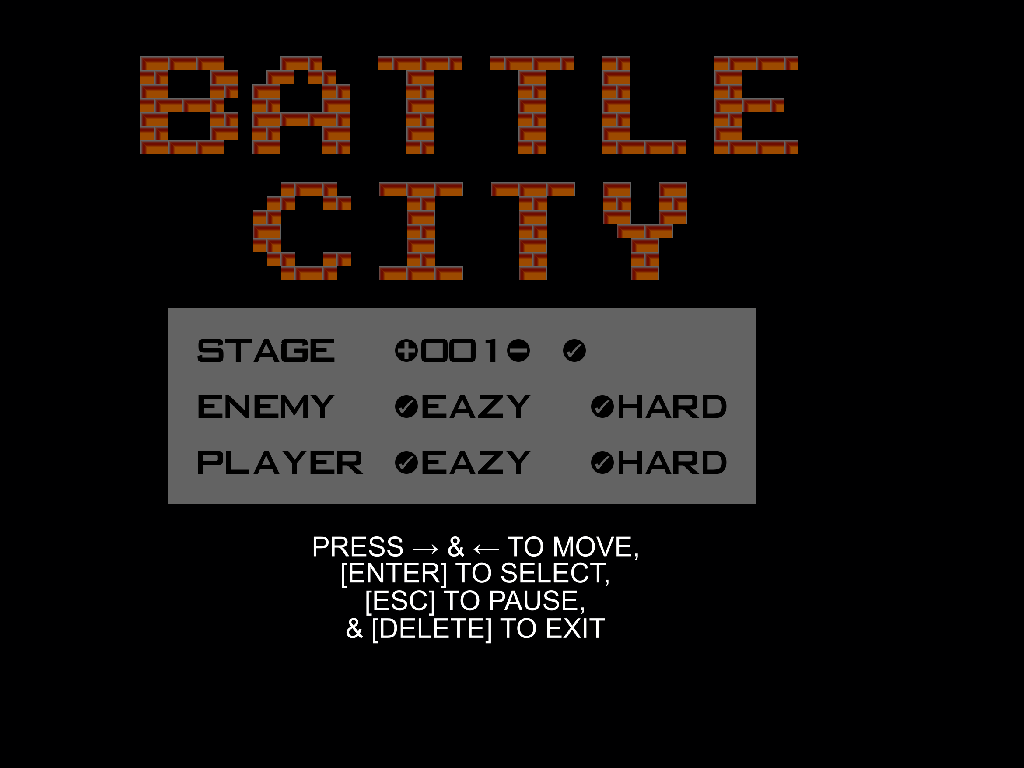 BATTLE
CITY
STAGE 001
ENEMY EAZY HARD
PLAYER EAZY HARD
PRESS → & ← TO MOVE,
[ENTER] TO SELECT,
[ESC] TO PAUSE,
& [DELETE] TO EXIT